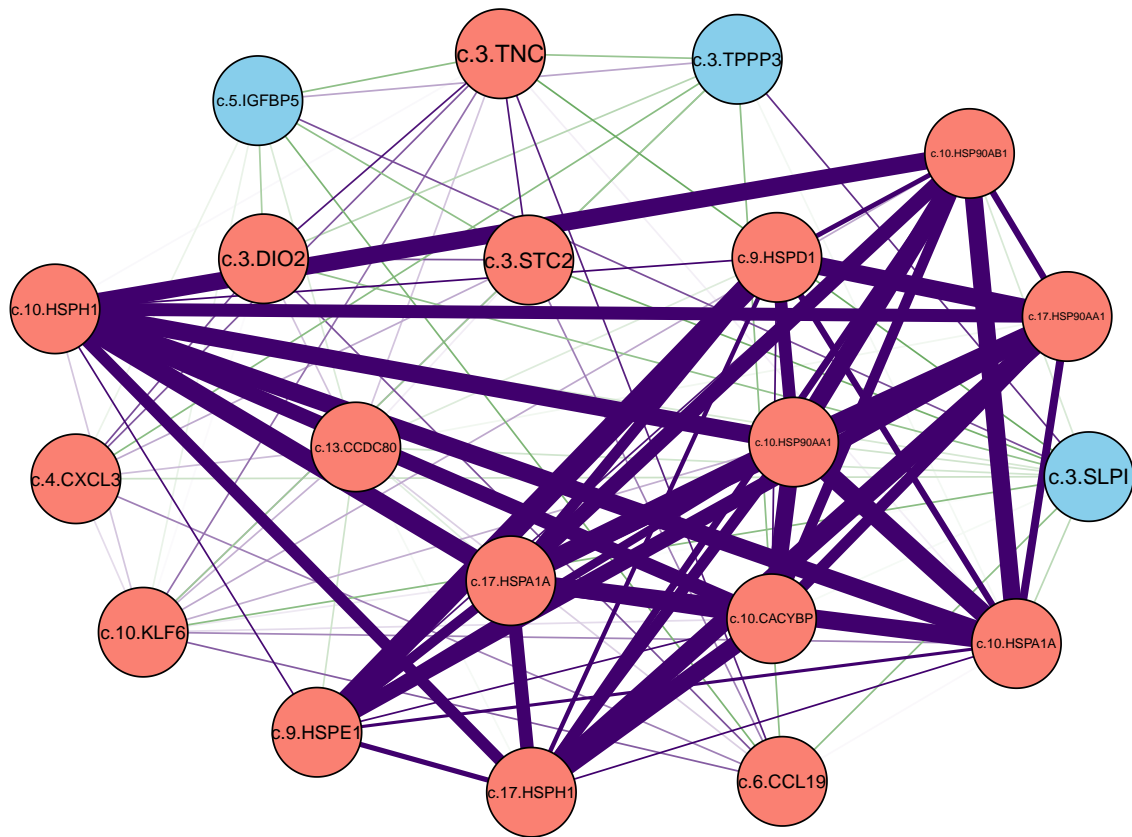 c.3.TNC
c.3.TPPP3
c.5.IGFBP5
c.10.HSP90AB1
c.3.DIO2
c.3.STC2
c.9.HSPD1
c.10.HSPH1
c.17.HSP90AA1
c.13.CCDC80
c.10.HSP90AA1
c.4.CXCL3
c.3.SLPI
c.17.HSPA1A
c.10.CACYBP
c.10.KLF6
c.10.HSPA1A
c.9.HSPE1
c.6.CCL19
c.17.HSPH1